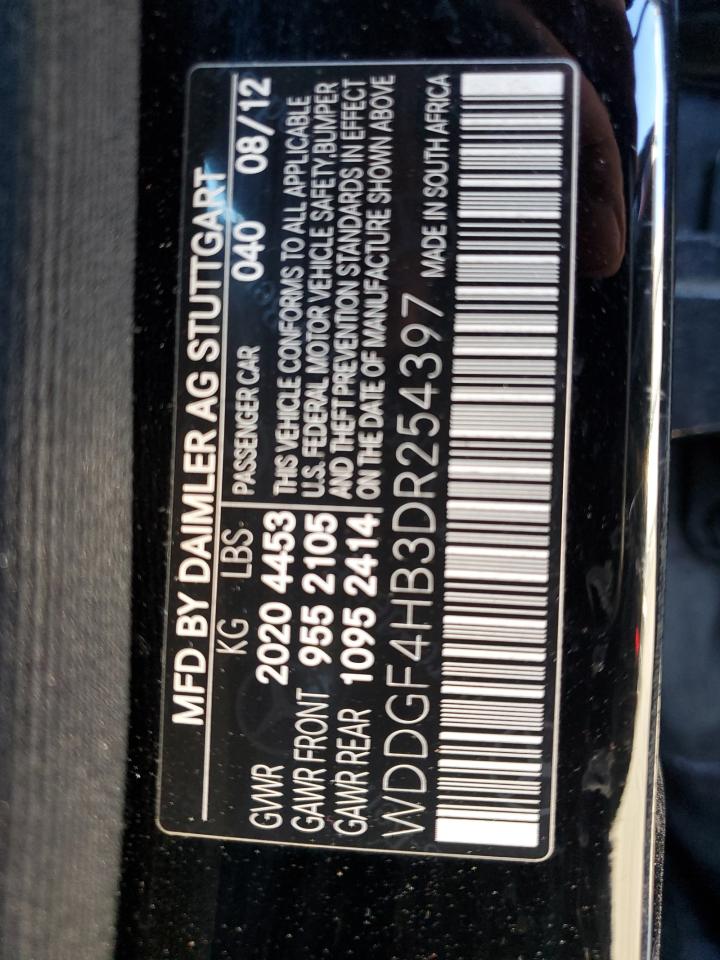 MFD BY DAIMLER AG STUTTGART
KG LBS PASSENGER CAR 040 08/12
GVWR 2020 4453
GAWR FRONT 955 2105
GAWR REAR 1095 2414
THIS VEHICLE CONFORMS TO ALL APPLICABLE
U.S. FEDERAL MOTOR VEHICLE SAFETY,BUMPER
AND THEFT PREVENTION STANDARDS IN EFFECT
ON THE DATE OF MANUFACTURE SHOWN ABOVE
WDDGF4HB3DR254397 MADE IN SOUTH AFRICA